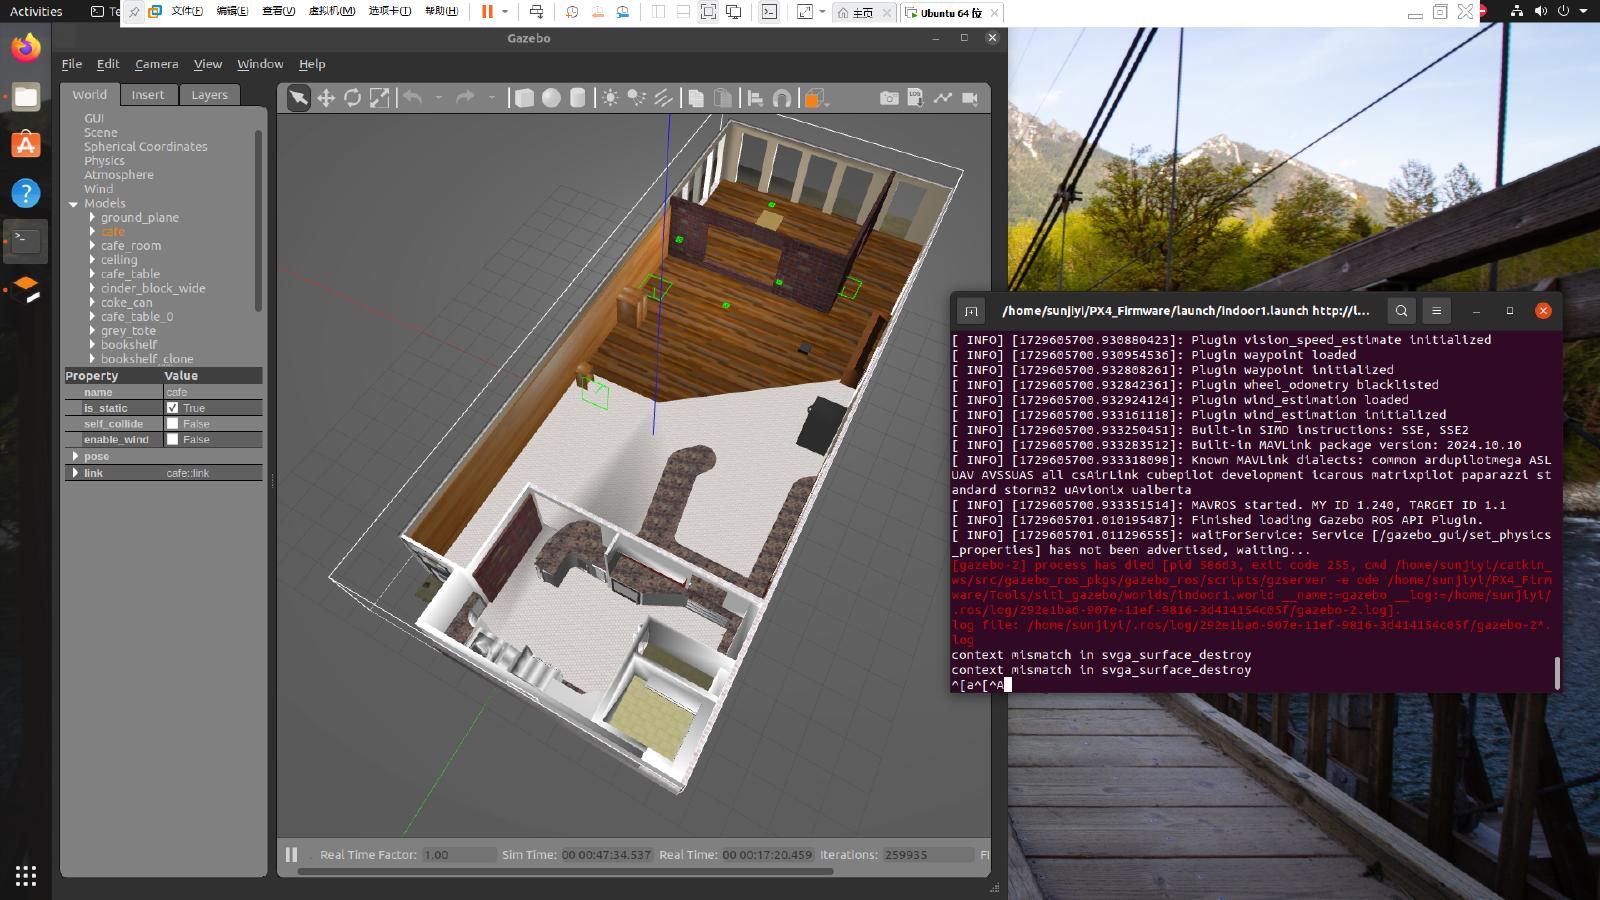 Activities
Te
文件(F)
编辑(E)
查看(V)
虚拟机(M)
选项卡(T)
帮助(H)
主页
Ubuntu 64 位
Gazebo
File Edit Camera View Window Help
World Insert Layers
GUI
Scene
Spherical Coordinates
Physics
Atmosphere
Wind
Models
ground_plane
cafe
cafe_room
ceiling
cafe_table
cinder_block_wide
coke_can
cafe_table_0
grey_tote
bookshelf
bookshelf_clone
Property Value
name cafe
is_static True
self_collide False
enable_wind False
pose
link cafe::link
LOG
Real Time Factor: 1.00 Sim Time: 00 00:47:34.537 Real Time: 00 00:17:20.459 Iterations: 259935
/home/sunjiyi/PX4_Firmware/launch/indoor1.launch http://l...
[ INFO] [1729605700.930880423]: Plugin vision_speed_estimate initialized
[ INFO] [1729605700.930954536]: Plugin waypoint loaded
[ INFO] [1729605700.932808261]: Plugin waypoint initialized
[ INFO] [1729605700.932842361]: Plugin wheel_odometry blacklisted
[ INFO] [1729605700.932924124]: Plugin wind_estimation loaded
[ INFO] [1729605700.933161118]: Plugin wind_estimation initialized
[ INFO] [1729605700.933250451]: Built-in SIMD instructions: SSE, SSE2
[ INFO] [1729605700.933283512]: Built-in MAVLink package version: 2024.10.10
[ INFO] [1729605700.933318098]: Known MAVLink dialects: common ardupilotmega ASL
UAV AVSSUAS all csAirLink cubepilot development icarous matrixpilot paparazzi st
andard storm32 uAvionix ualberta
[ INFO] [1729605700.933351514]: MAVROS started. MY ID 1.240, TARGET ID 1.1
[ INFO] [1729605701.010195487]: Finished loading Gazebo ROS API Plugin.
[ INFO] [1729605701.011296555]: waitForService: Service [/gazebo_gui/set_physics
_properties] has not been advertised, waiting...
[gazebo-2] process has died [pid 58663, exit code 255, cmd /home/sunjiyi/catkin_
ws/src/gazebo_ros_pkgs/gazebo_ros/scripts/gzserver -e ode /home/sunjiyi/PX4_Firm
ware/Tools/sitl_gazebo/worlds/indoor1.world __name:=gazebo __log:=/home/sunjiyi/
.ros/log/292e1ba6-907e-11ef-9816-3d414154c05f/gazebo-2.log].
log file: /home/sunjiyi/.ros/log/292e1ba6-907e-11ef-9816-3d414154c05f/gazebo-2*.
log
context mismatch in svga_surface_destroy
context mismatch in svga_surface_destroy
^[a^[^A